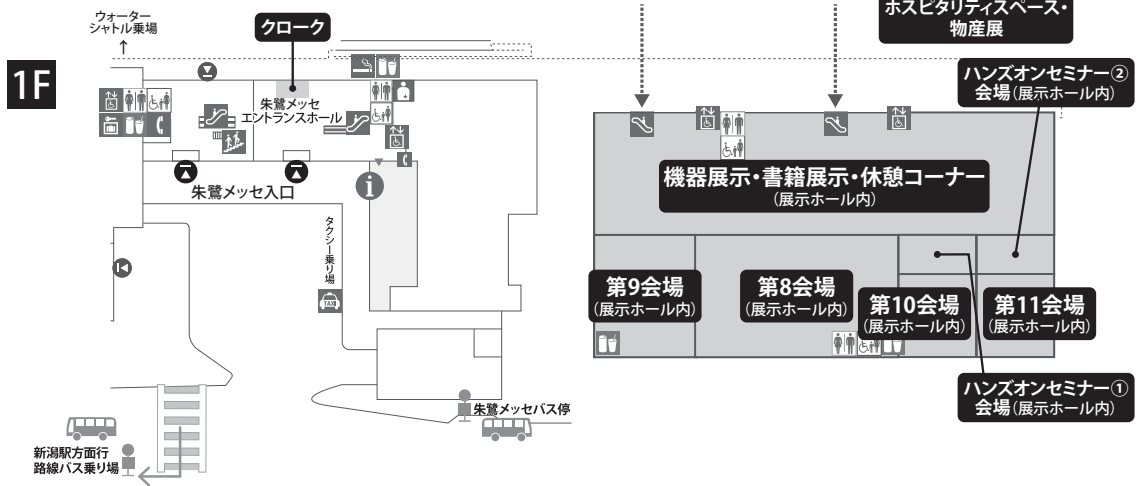 ウォーター
シャトル乗場
クローク
ホスピタリティスペース・
物産展
1F
ハンズオンセミナー②
会場(展示ホール内)
朱鷺メッセ
エントランスホール
機器展示・書籍展示・休憩コーナー
(展示ホール内)
朱鷺メッセ入口
タクシー乗り場
TAXI
第9会場
(展示ホール内)
第8会場
(展示ホール内)
第10会場
(展示ホール内)
第11会場
(展示ホール内)
ハンズオンセミナー①
会場(展示ホール内)
朱鷺メッセバス停
新潟駅方面行
路線バス乗り場